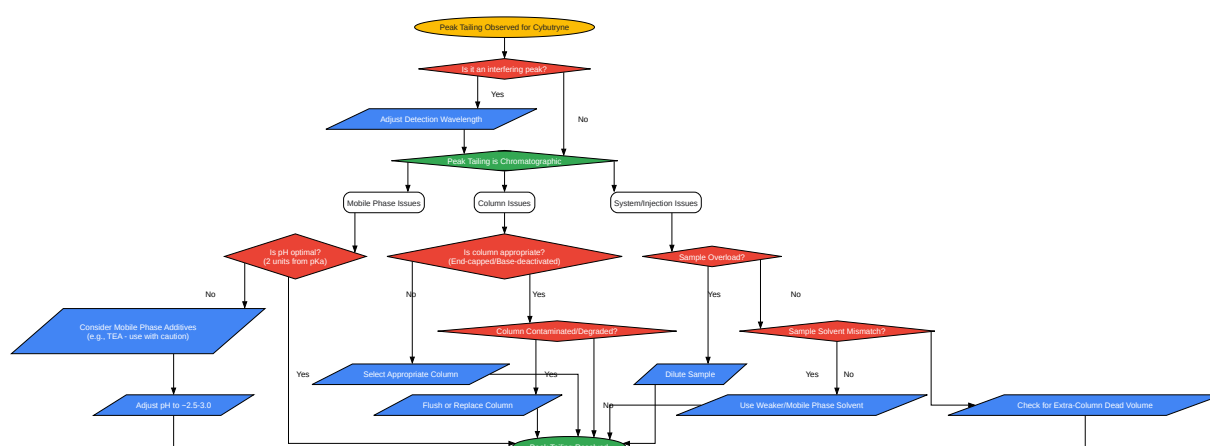 Peak Tailing Observed for Cybutryne
Is it an interfering peak?
Yes
Adjust Detection Wavelength
No
Peak Tailing is Chromatographic
Mobile Phase Issues
Column Issues
System/Injection Issues
Is pH optimal?
(2 units from pKa)
Is column appropriate?
(End-capped/Base-deactivated)
Sample Overload?
No
No
Yes
Yes
No
Consider Mobile Phase Additives
(e.g., TEA - use with caution)
Column Contaminated/Degraded?
Sample Solvent Mismatch?
Yes
Select Appropriate Column
Yes
Dilute Sample
Yes
No
Adjust pH to ~2.5-3.0
Flush or Replace Column
No
Use Weaker/Mobile Phase Solvent
Check for Extra-Column Dead Volume